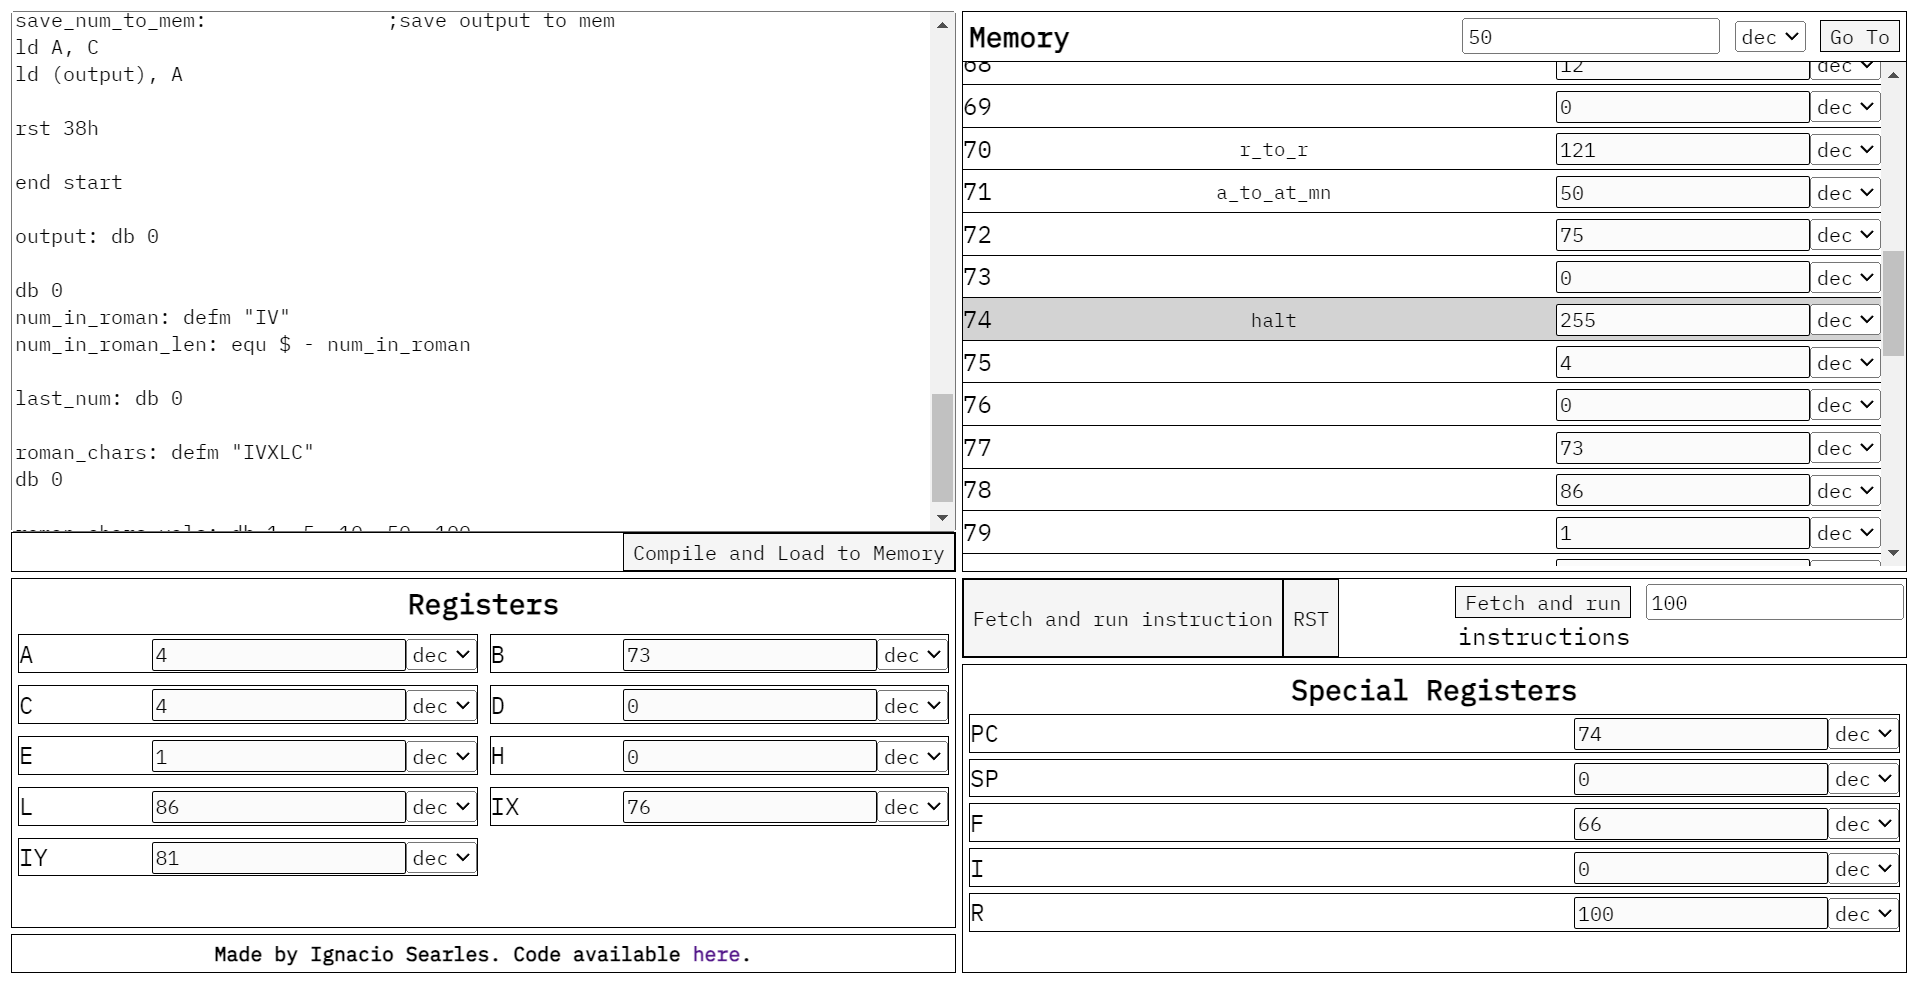 save_num_to_mem: ;save output to mem
ld A, C
ld (output), A
rst 38h
end start
output: db 0
db 0
num_in_roman: defm "IV"
num_in_roman_len: equ $ - num_in_roman
last_num: db 0
roman_chars: defm "IVXLC"
db 0
Compile and Load to Memory
Memory 50 dec Go To
68 12 dec
69 0 dec
70 r_to_r 121 dec
71 a_to_at_mn 50 dec
72 75 dec
73 0 dec
74 halt 255 dec
75 4 dec
76 0 dec
77 73 dec
78 86 dec
79 1 dec
Registers
A 4 dec B 73 dec
C 4 dec D 0 dec
E 1 dec H 0 dec
L 86 dec IX 76 dec
IY 81 dec
Made by Ignacio Searles. Code available here.
Fetch and run instruction RST Fetch and run 100
instructions
Special Registers
PC 74 dec
SP 0 dec
F 66 dec
I 0 dec
R 100 dec